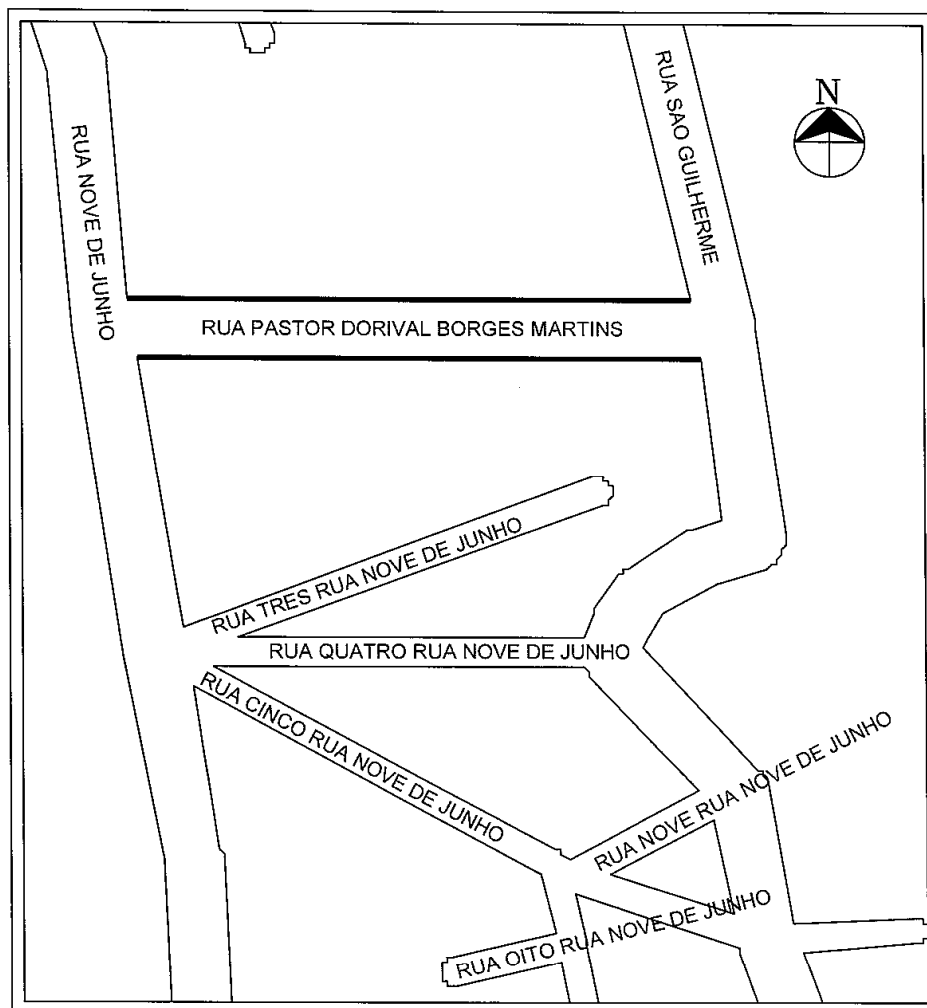 RUA NOVE DE JUNHO
RUA SAO GUILHERME
N
RUA PASTOR DORIVAL BORGES MARTINS
RUA TRES RUA NOVE DE JUNHO
RUA QUATRO RUA NOVE DE JUNHO
RUA CINCO RUA NOVE DE JUNHO
RUA NOVE RUA NOVE DE JUNHO
RUA OITO RUA NOVE DE JUNHO